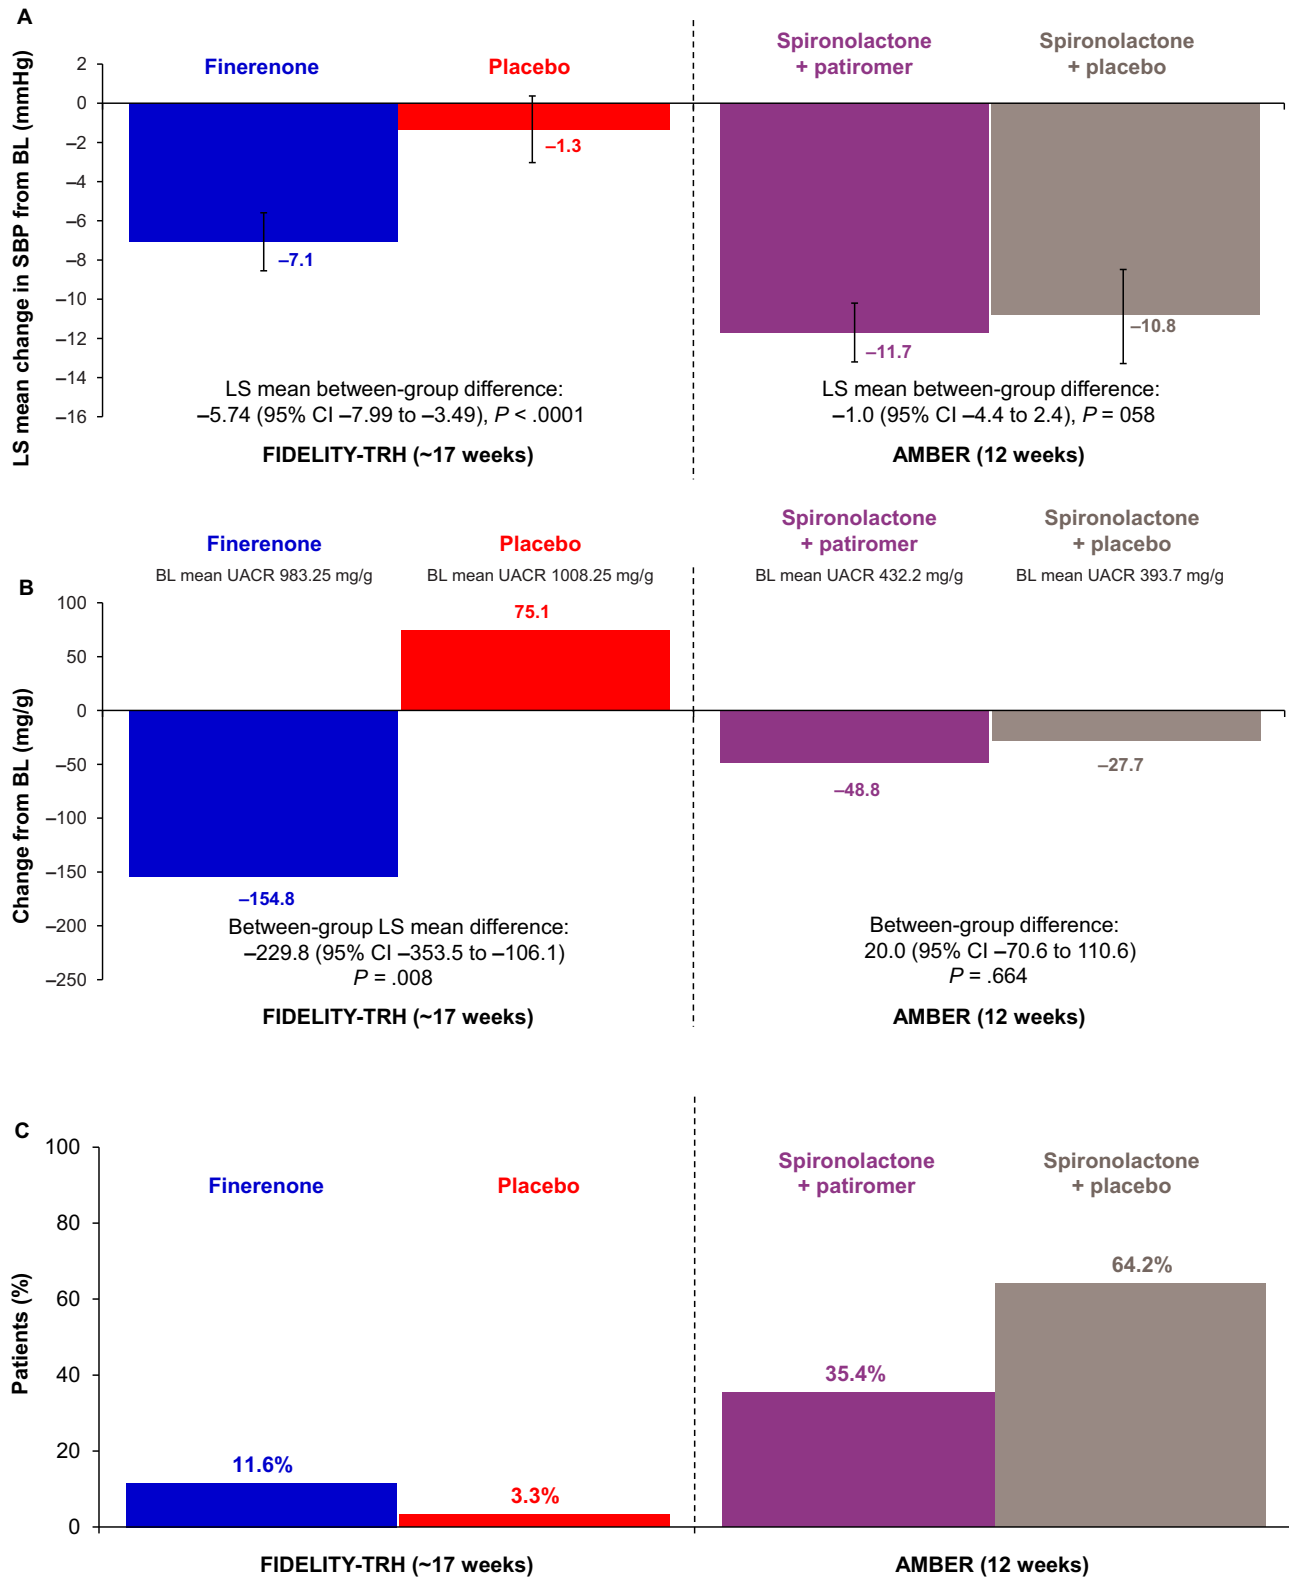 A
LS mean change in SBP from BL (mmHg)
Finerenone
Placebo
Spironolactone
+ patiromer
Spironolactone
+ placebo
2
0
–2
–4
–6
–8
–10
–12
–14
–16
–7.1
–1.3
–11.7
–10.8
LS mean between-group difference:
–5.74 (95% CI –7.99 to –3.49), P < .0001
LS mean between-group difference:
–1.0 (95% CI –4.4 to 2.4), P = 058
FIDELITY-TRH (~17 weeks)
AMBER (12 weeks)
B
Change from BL (mg/g)
Finerenone
BL mean UACR 983.25 mg/g
Placebo
BL mean UACR 1008.25 mg/g
Spironolactone
+ patiromer
BL mean UACR 432.2 mg/g
Spironolactone
+ placebo
BL mean UACR 393.7 mg/g
100
50
0
–50
–100
–150
–200
–250
–154.8
75.1
–48.8
–27.7
Between-group LS mean difference:
–229.8 (95% CI –353.5 to –106.1)
P = .008
Between-group difference:
20.0 (95% CI –70.6 to 110.6)
P = .664
FIDELITY-TRH (~17 weeks)
AMBER (12 weeks)
C
Patients (%)
100
80
60
40
20
0
Finerenone
Placebo
Spironolactone
+ patiromer
Spironolactone
+ placebo
11.6%
3.3%
35.4%
64.2%
FIDELITY-TRH (~17 weeks)
AMBER (12 weeks)